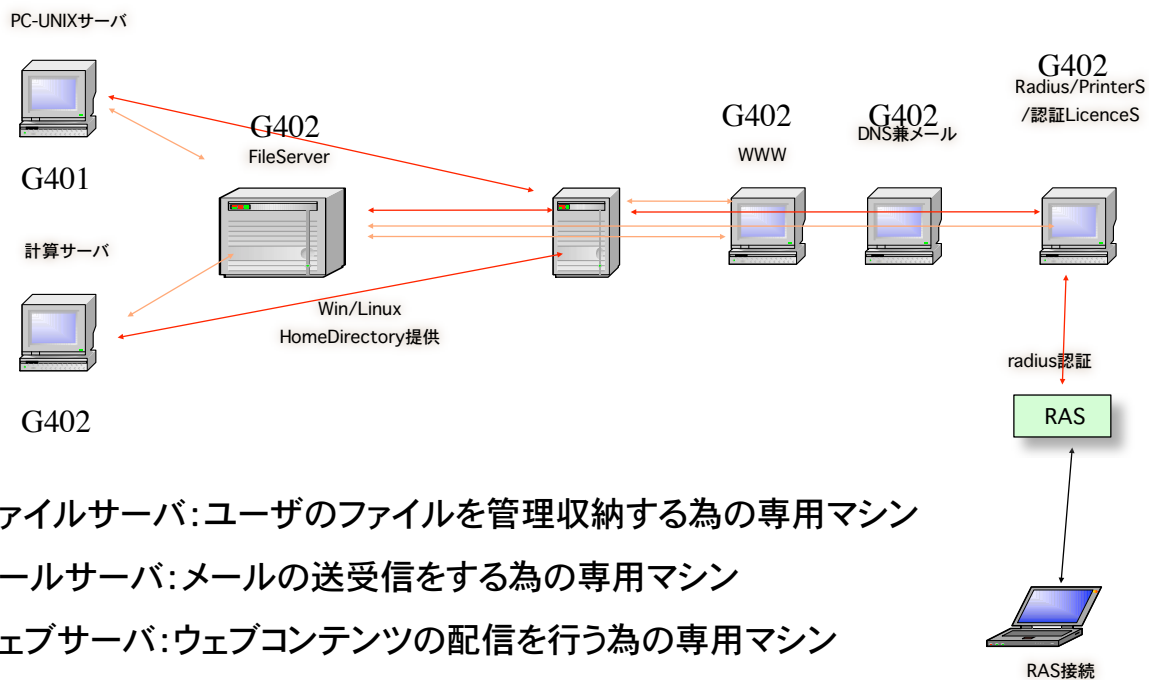 PC-UNIXサーバ
G401
計算サーバ
G402
G402
FileServer
Win/Linux
HomeDirectory提供
G402
WWW
G402
DNS兼メール
G402
Radius/PrinterS
/認証LicenceS
radius認証
RAS
RAS接続
ァイルサーバ：ユーザのファイルを管理収納する為の専用マシン
ールサーバ：メールの送受信をする為の専用マシン
ェブサーバ：ウェブコンテンツの配信を行う為の専用マシン